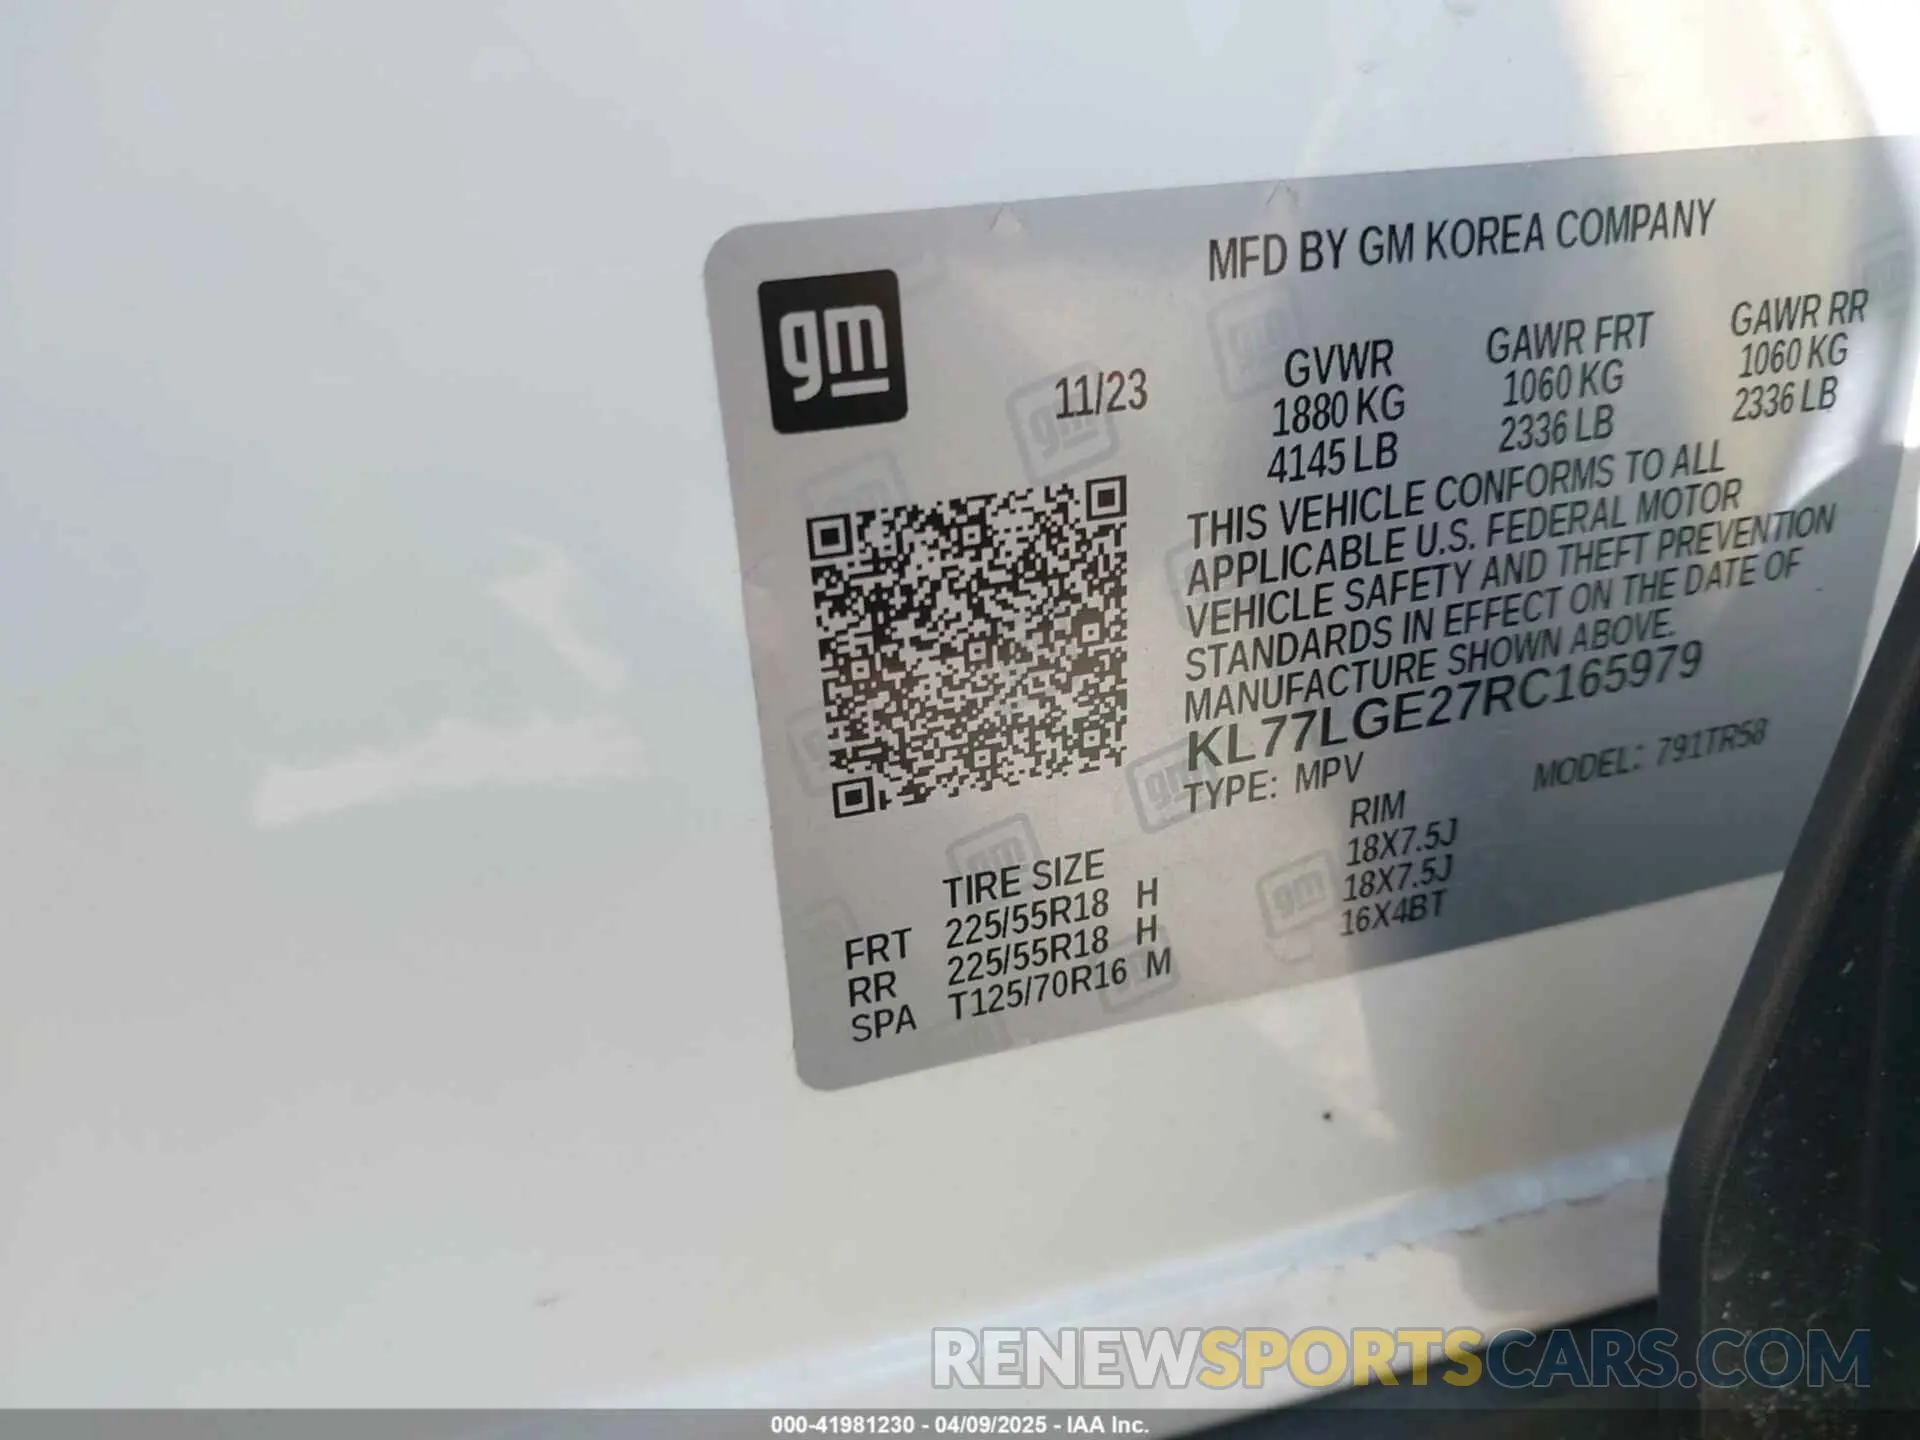 MFD BY GM KOREA COMPANY
gm
11/23
GVWR GAWR FRT GAWR RR
1880 KG 1060 KG 1060 KG
4145 LB 2336 LB 2336 LB
THIS VEHICLE CONFORMS TO ALL
APPLICABLE U.S. FEDERAL MOTOR
VEHICLE SAFETY AND THEFT PREVENTION
STANDARDS IN EFFECT ON THE DATE OF
MANUFACTURE SHOWN ABOVE.
KL77LGE27RC165979
TYPE: MPV MODEL: 791TR58
TIRE SIZE RIM
FRT 225/55R18 H 18X7.5J
RR 225/55R18 H 18X7.5J
SPA T125/70R16 M 16X4BT
RENEWSPORTSCARS.COM
000-41981230 - 04/09/2025 - IAA Inc.